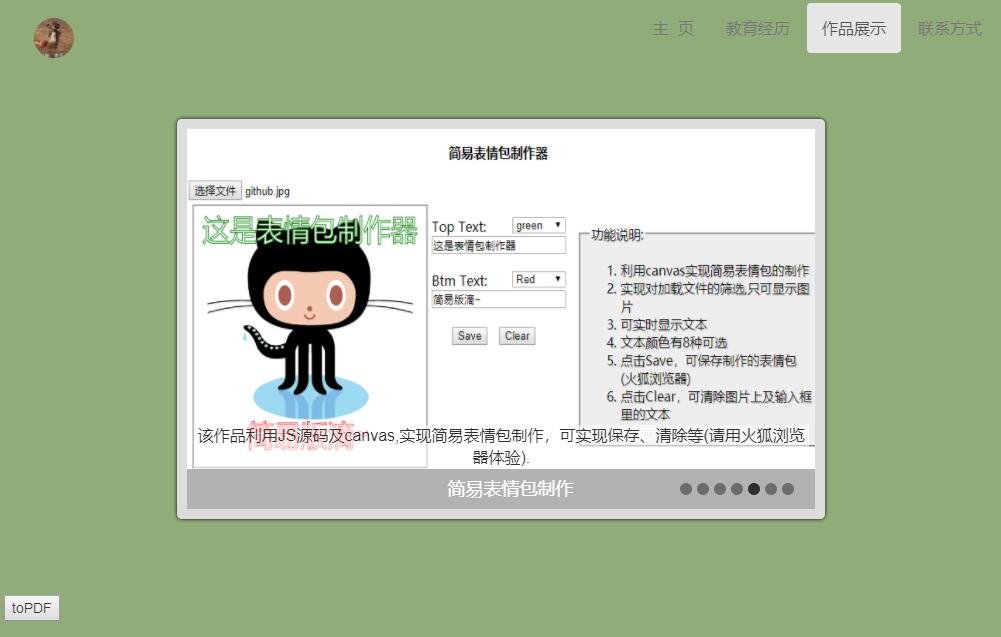 主 页
教育经历
作品展示
联系方式
简易表情包制作器
选择文件 github.jpg
这是表情包制作器
Top Text:
green
这是表情包制作器
Btm Text:
Red
简易版滴~
Save
Clear
功能说明:
1. 利用canvas实现简易表情包的制作
2. 实现对加载文件的筛选,只可显示图
片
3. 可实时显示文本
4. 文本颜色有8种可选
5. 点击Save，可保存制作的表情包
(火狐浏览器)
6. 点击Clear，可清除图片上及输入框
里的文本
简易版滴~
该作品利用JS源码及canvas,实现简易表情包制作，可实现保存、清除等(请用火狐浏览
器体验).
简易表情包制作
toPDF